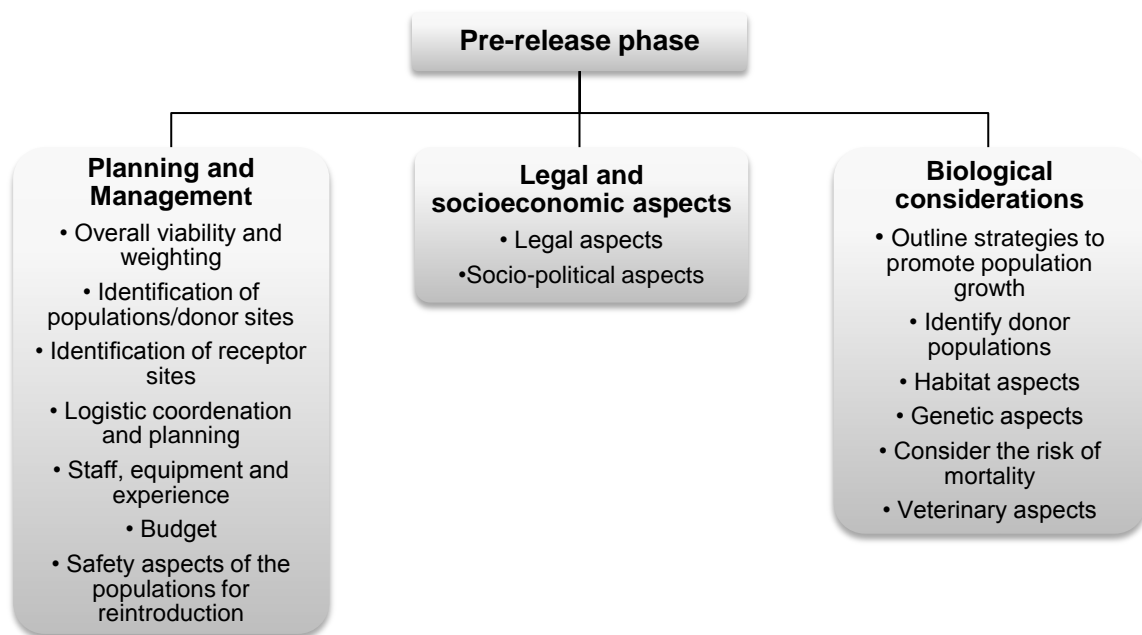 Pre-release phase
Planning and
Management
• Overall viability and
weighting
• Identification of
populations/donor sites
• Identification of receptor
sites
• Logistic coordenation
and planning
• Staff, equipment and
experience
• Budget
• Safety aspects of the
populations for
reintroduction
Legal and
socioeconomic aspects
• Legal aspects
•Socio-political aspects
Biological
considerations
• Outline strategies to
promote population
growth
• Identify donor
populations
• Habitat aspects
• Genetic aspects
• Consider the risk of
mortality
• Veterinary aspects